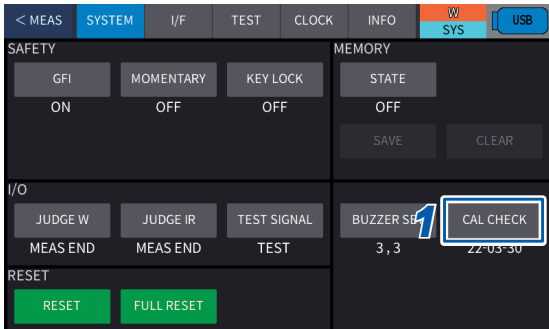 < MEAS SYSTEM I/F TEST CLOCK INFO W SYS USB
SAFETY MEMORY
GFI MOMENTARY KEY LOCK STATE
ON OFF OFF OFF
SAVE CLEAR
I/O
JUDGE W JUDGE IR TEST SIGNAL BUZZER SE 1 CAL CHECK
MEAS END MEAS END TEST 3 , 3 22-03-30
RESET
RESET FULL RESET